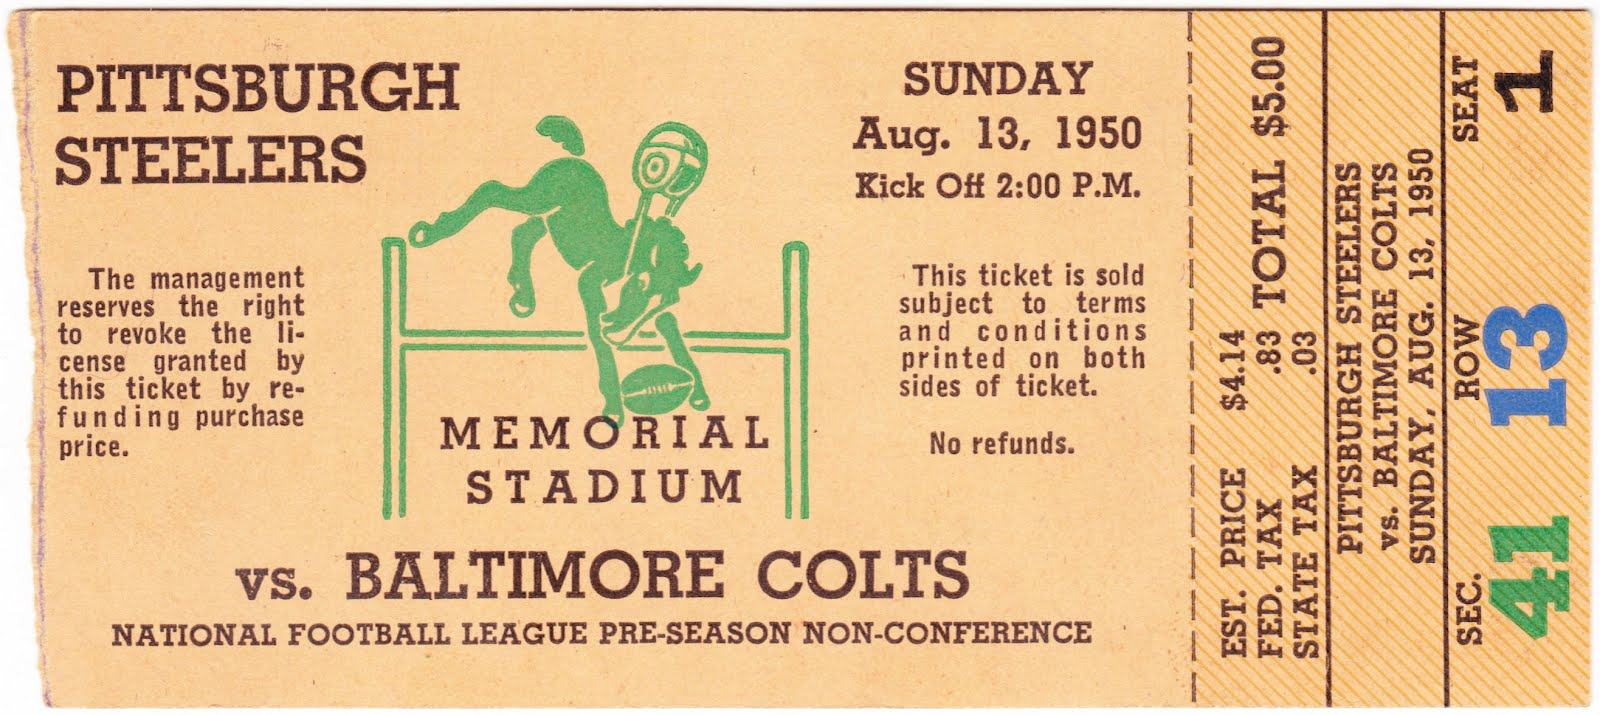 PITTSBURGH
STEELERS
The management
reserves the right
to revoke the li-
cense granted by
this ticket by re-
funding purchase
price.
MEMORIAL
STADIUM
SUNDAY
Aug. 13, 1950
Kick Off 2:00 P.M.
This ticket is sold
subject to terms
and conditions
printed on both
sides of ticket.
No refunds.
vs. BALTIMORE COLTS
NATIONAL FOOTBALL LEAGUE PRE-SEASON NON-CONFERENCE
EST. PRICE $4.14
FED. TAX .83 TOTAL $5.00
STATE TAX .03
PITTSBURGH STEELERS
vs. BALTIMORE COLTS
SUNDAY, AUG. 13, 1950
SEC. ROW SEAT
41 13 1